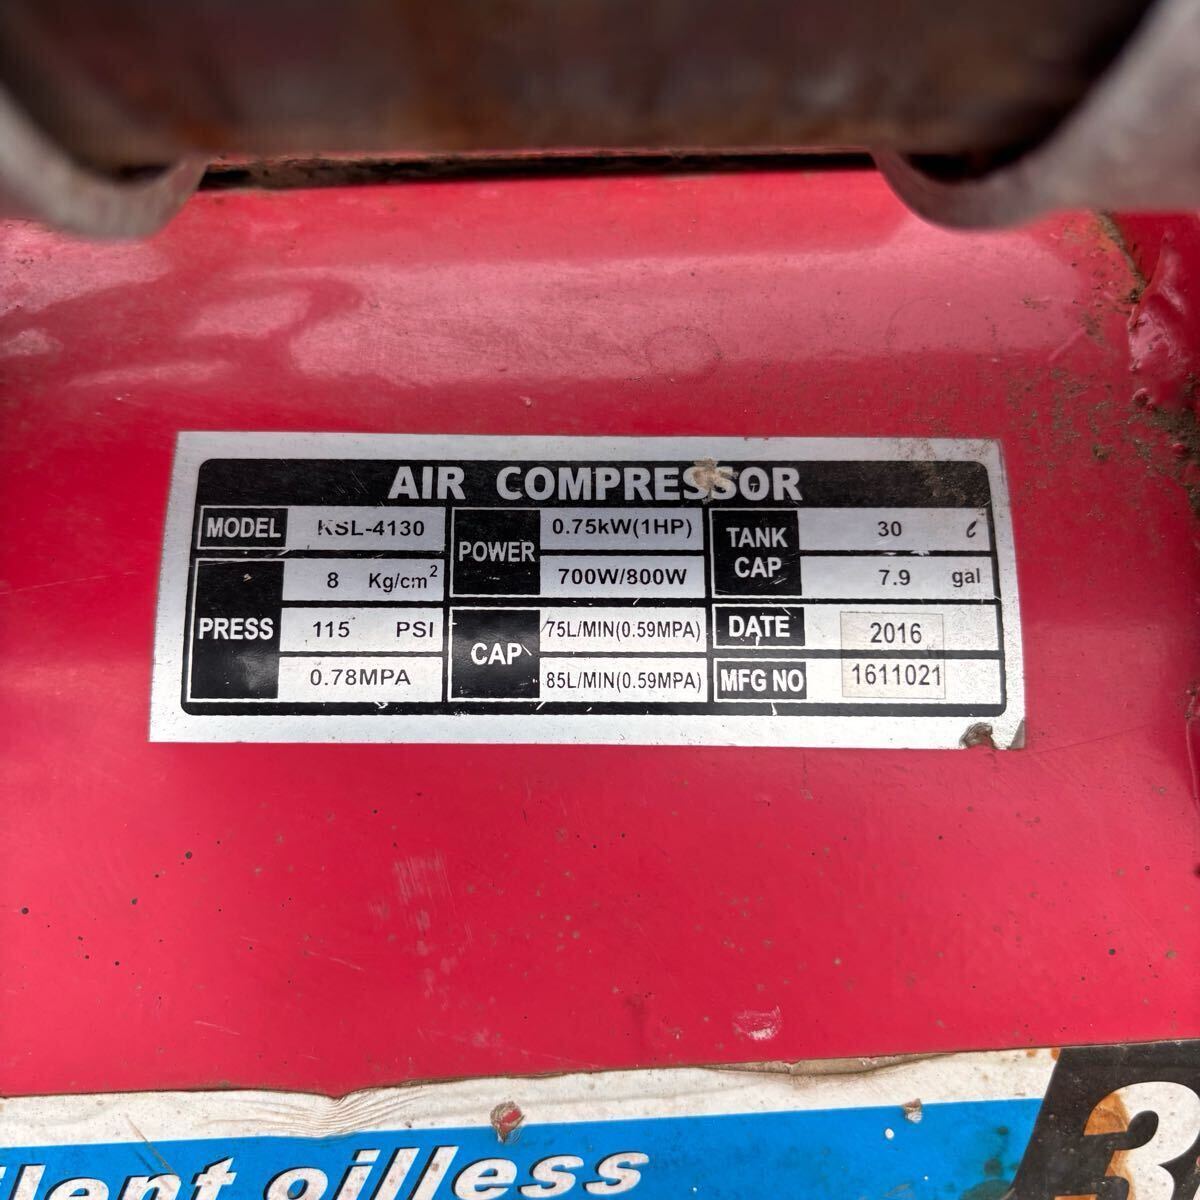 AIR COMPRESSOR
MODEL KSL-4130
PRESS 8 Kg/cm²
115 PSI
0.78MPA
POWER 0.75kW(1HP)
700W/800W
CAP 75L/MIN(0.59MPA)
85L/MIN(0.59MPA)
TANK CAP 30 ℓ
7.9 gal
DATE 2016
MFG NO 1611021
oilless
3